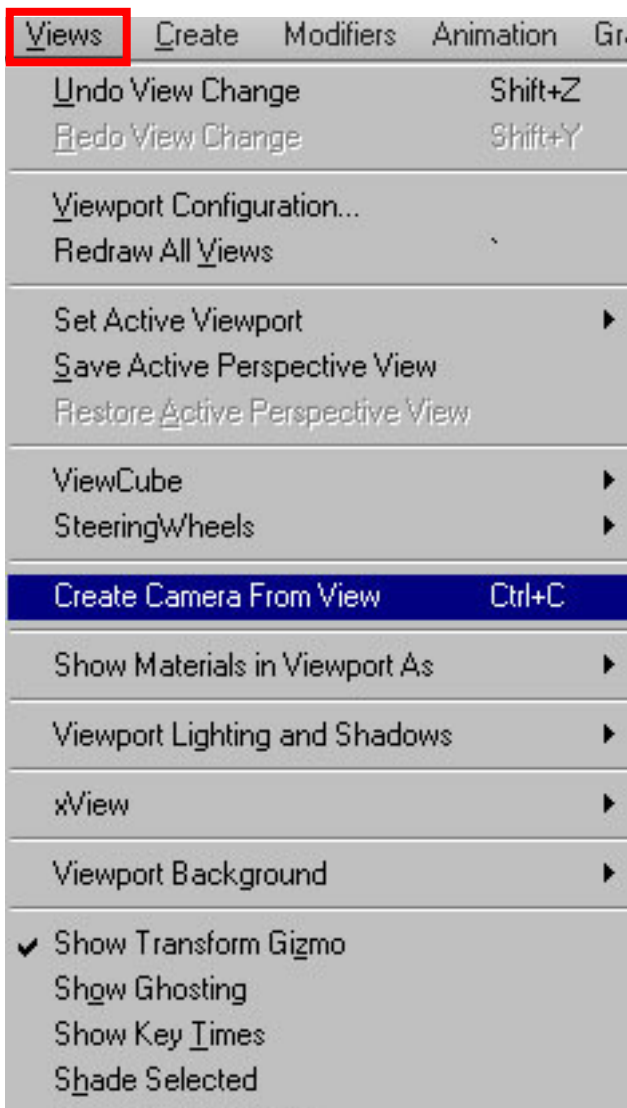 Views Create Modifiers Animation Gr
Undo View Change Shift+Z
Redo View Change Shift+Y
Viewport Configuration...
Redraw All Views `
Set Active Viewport
Save Active Perspective View
Restore Active Perspective View
ViewCube
SteeringWheels
Create Camera From View Ctrl+C
Show Materials in Viewport As
Viewport Lighting and Shadows
xView
Viewport Background
Show Transform Gizmo
Show Ghosting
Show Key Times
Shade Selected